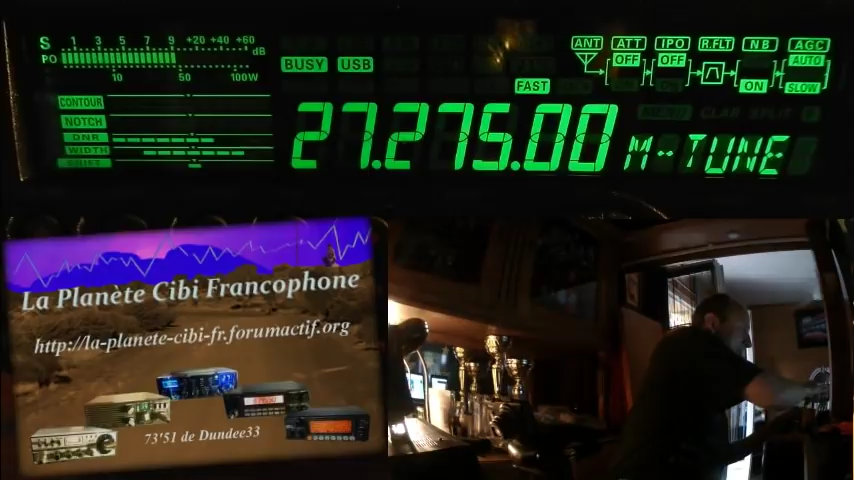 S 1 3 5 7 9 +20 +40 +60 dB
PO
10 50 100W
BUSY USB
FAST
ANT ATT IPO R.FLT NB AGC
OFF OFF AUTO
ON SLOW
CONTOUR
NOTCH
DNR
WIDTH
SHIFT
27.275.00 M--TUNE
La Planète Cibi Francophone
http://la-planete-cibi-fr.forumactif.org
73'51 de Dundee33